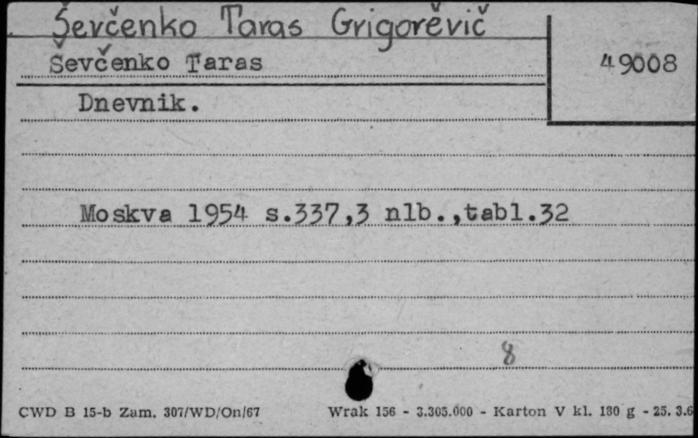 Ševčenko Taras Grigorěvič
Ševčenko Taras
49008
Dnevnik.
Moskva 1954 s.337,3 nlb.,tabl.32
8
CWD B 15-b Zam. 307/WD/On/67 Wrak 156 - 3.305.000 - Karton V kl. 180 g - 25. 3.6